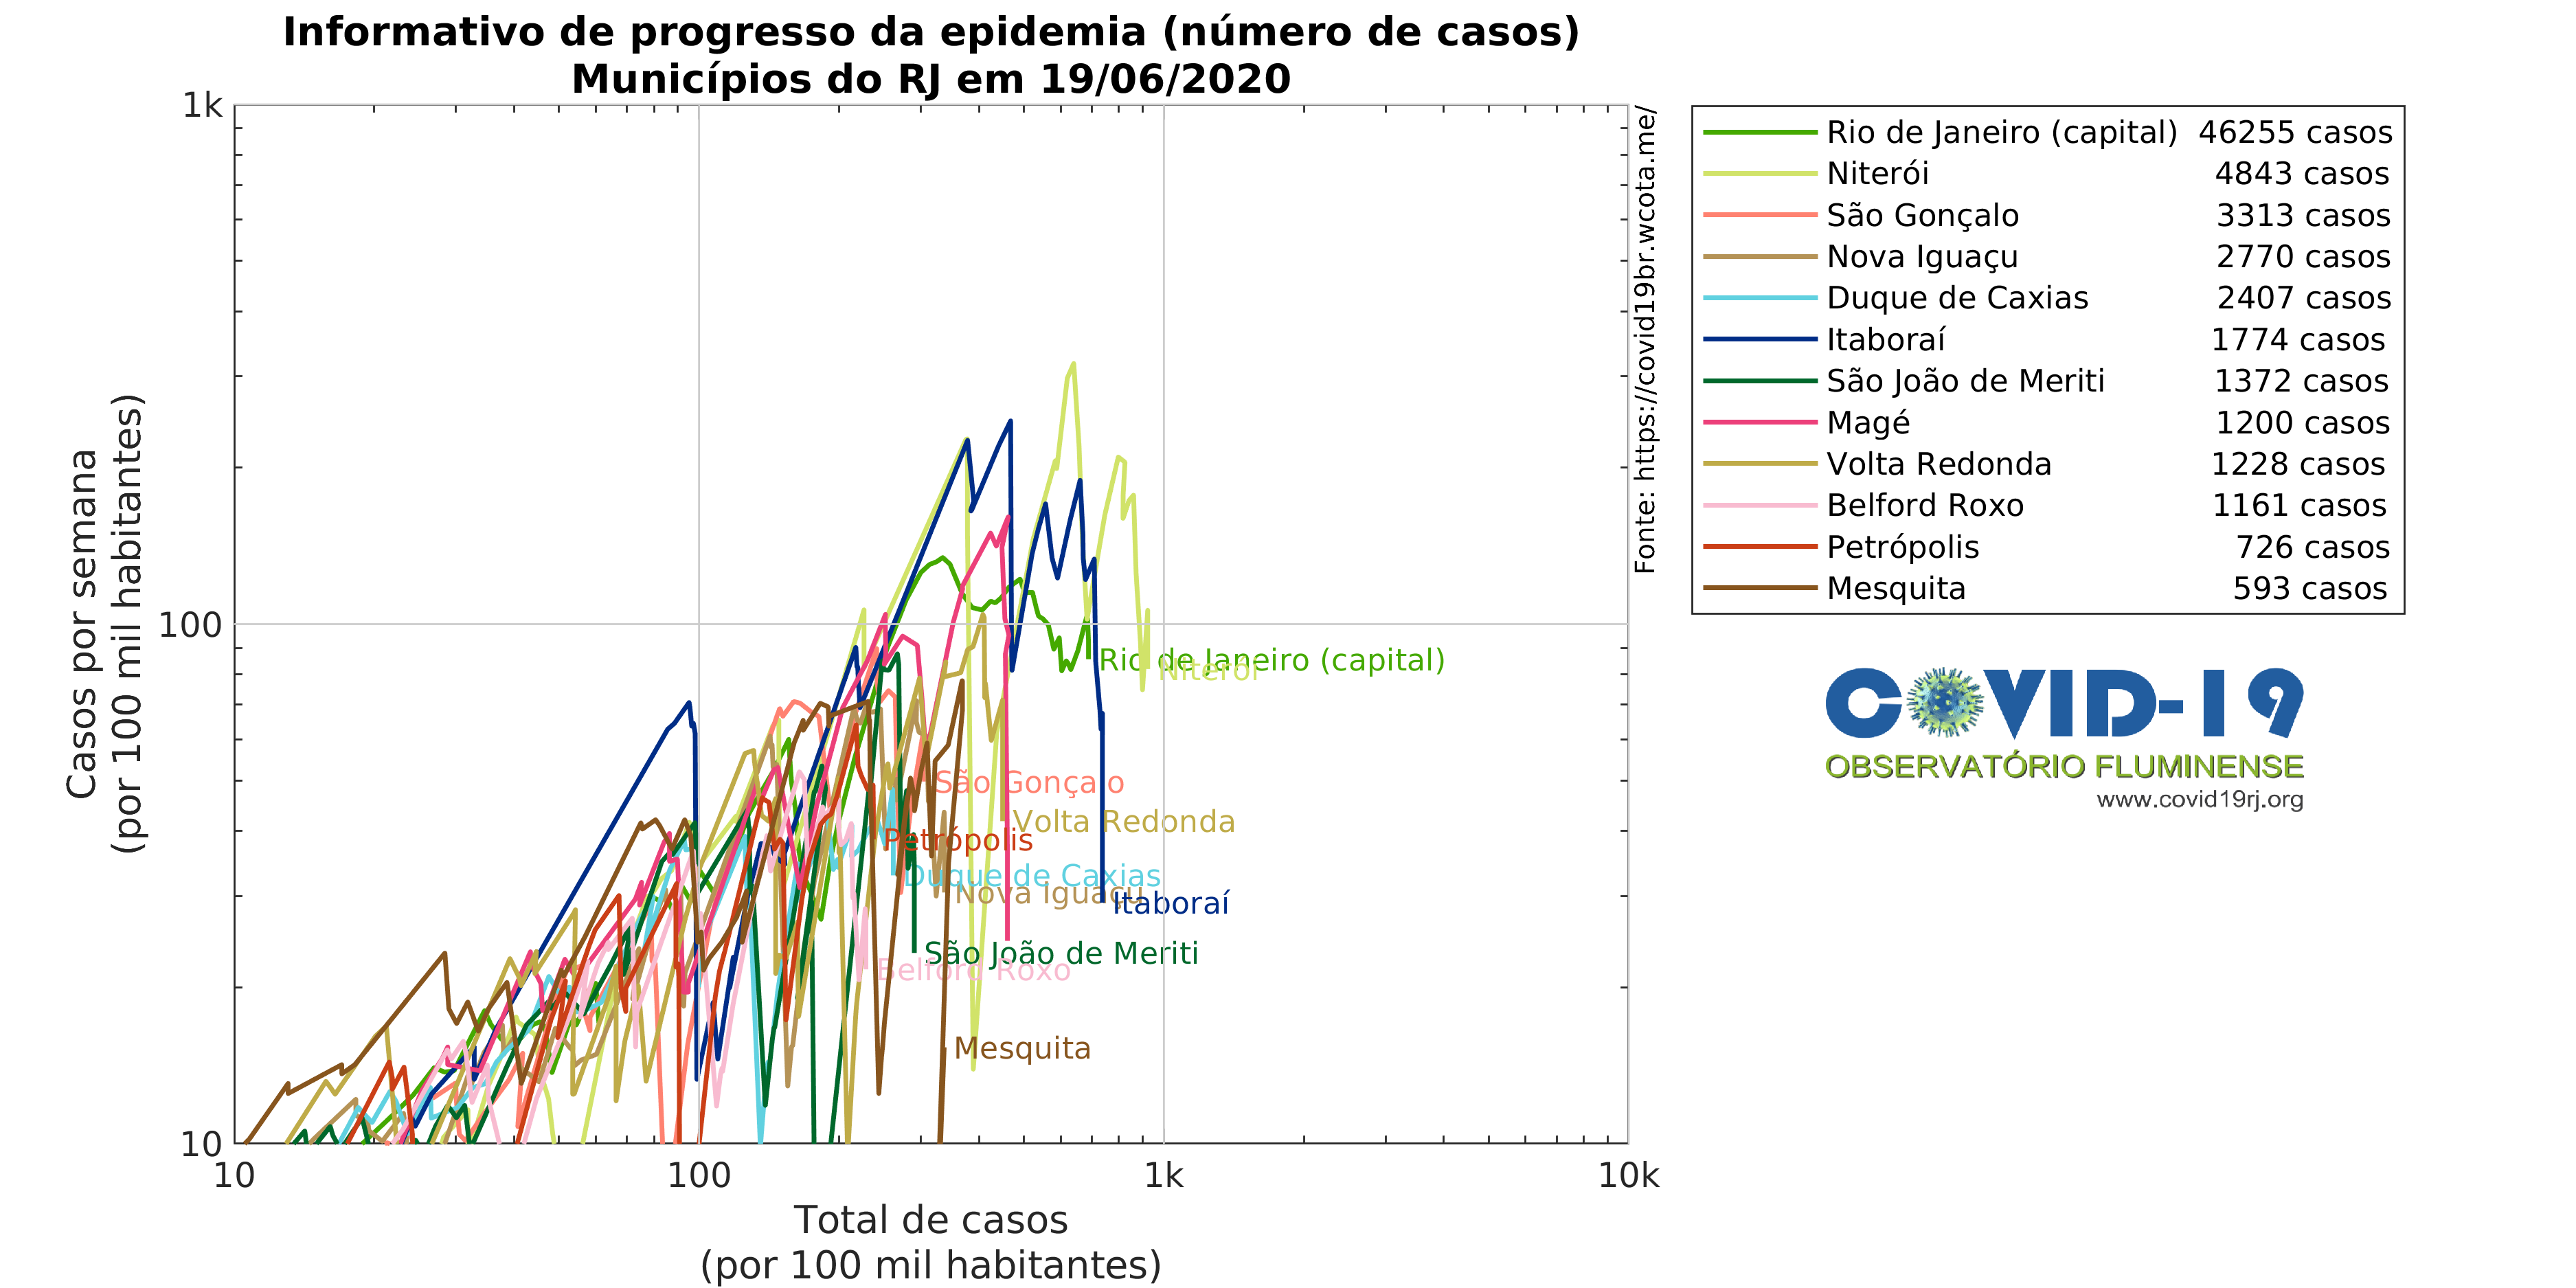 Informativo de progresso da epidemia (número de casos)
Municípios do RJ em 19/06/2020
1k
100
10
10
100
1k
10k
Casos por semana
(por 100 mil habitantes)
Total de casos
(por 100 mil habitantes)
Fonte: https://covid19br.wcota.me/
Rio de Janeiro (capital)
Niterói
São Gonçalo
Volta Redonda
Petrópolis
Duque de Caxias
Nova Iguaçu
Itaboraí
São João de Meriti
Belford Roxo
Mesquita
Rio de Janeiro (capital) 46255 casos
Niterói 4843 casos
São Gonçalo 3313 casos
Nova Iguaçu 2770 casos
Duque de Caxias 2407 casos
Itaboraí 1774 casos
São João de Meriti 1372 casos
Magé 1200 casos
Volta Redonda 1228 casos
Belford Roxo 1161 casos
Petrópolis 726 casos
Mesquita 593 casos
COVID-19
OBSERVATÓRIO FLUMINENSE
www.covid19rj.org